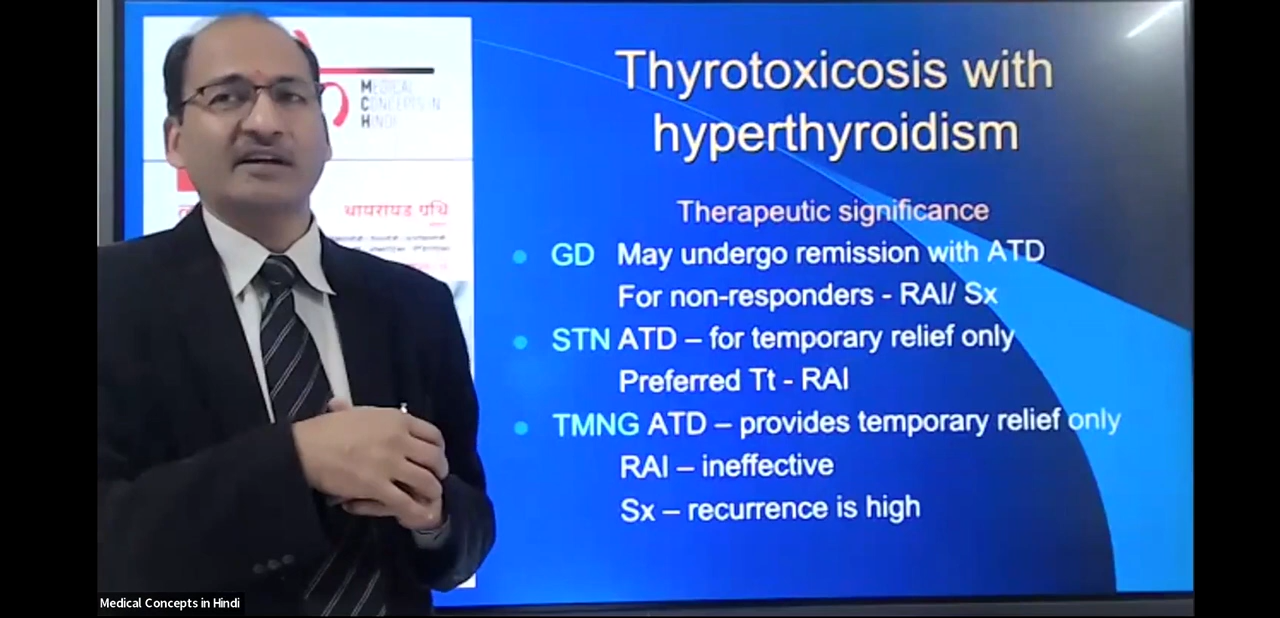 MEDICAL
CONCEPTS IN
HINDI
थायरायड ग्रंथि
Thyrotoxicosis with
hyperthyroidism
Therapeutic significance
GD May undergo remission with ATD
For non-responders - RAI/ Sx
STN ATD – for temporary relief only
Preferred Tt - RAI
TMNG ATD – provides temporary relief only
RAI – ineffective
Sx – recurrence is high
Medical Concepts in Hindi